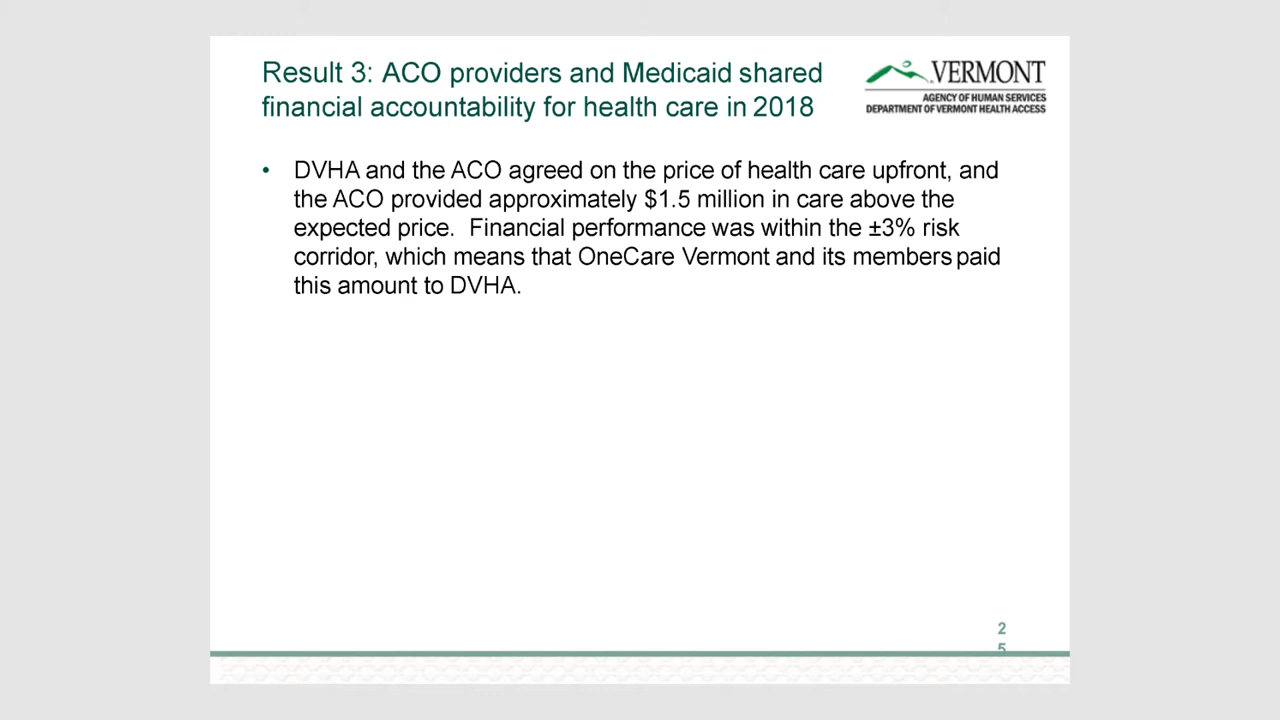 Result 3: ACO providers and Medicaid shared
financial accountability for health care in 2018
VERMONT
AGENCY OF HUMAN SERVICES
DEPARTMENT OF VERMONT HEALTH ACCESS
• DVHA and the ACO agreed on the price of health care upfront, and
the ACO provided approximately $1.5 million in care above the
expected price.  Financial performance was within the ±3% risk
corridor, which means that OneCare Vermont and its members paid
this amount to DVHA.
2
5